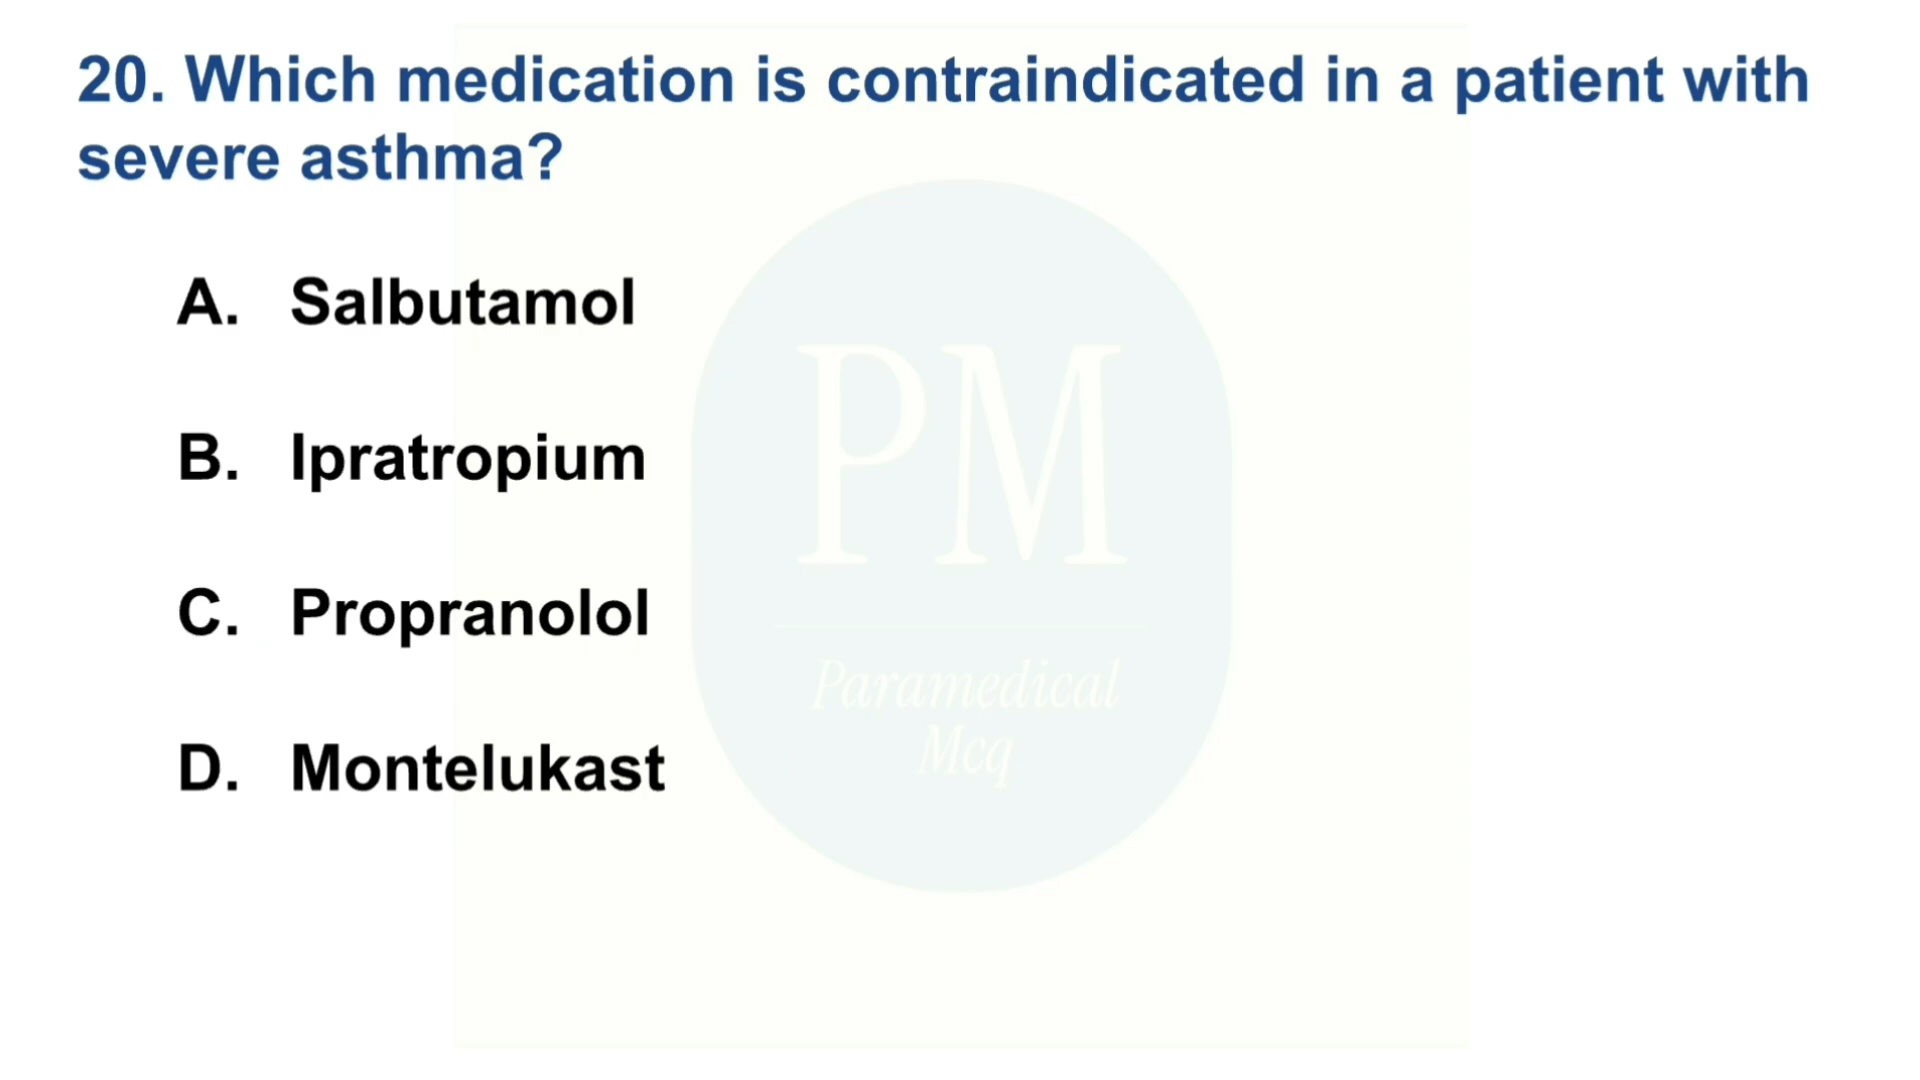 20. Which medication is contraindicated in a patient with
severe asthma?
A. Salbutamol
B. Ipratropium
C. Propranolol
D. Montelukast
PM
Paramedical
Mcq